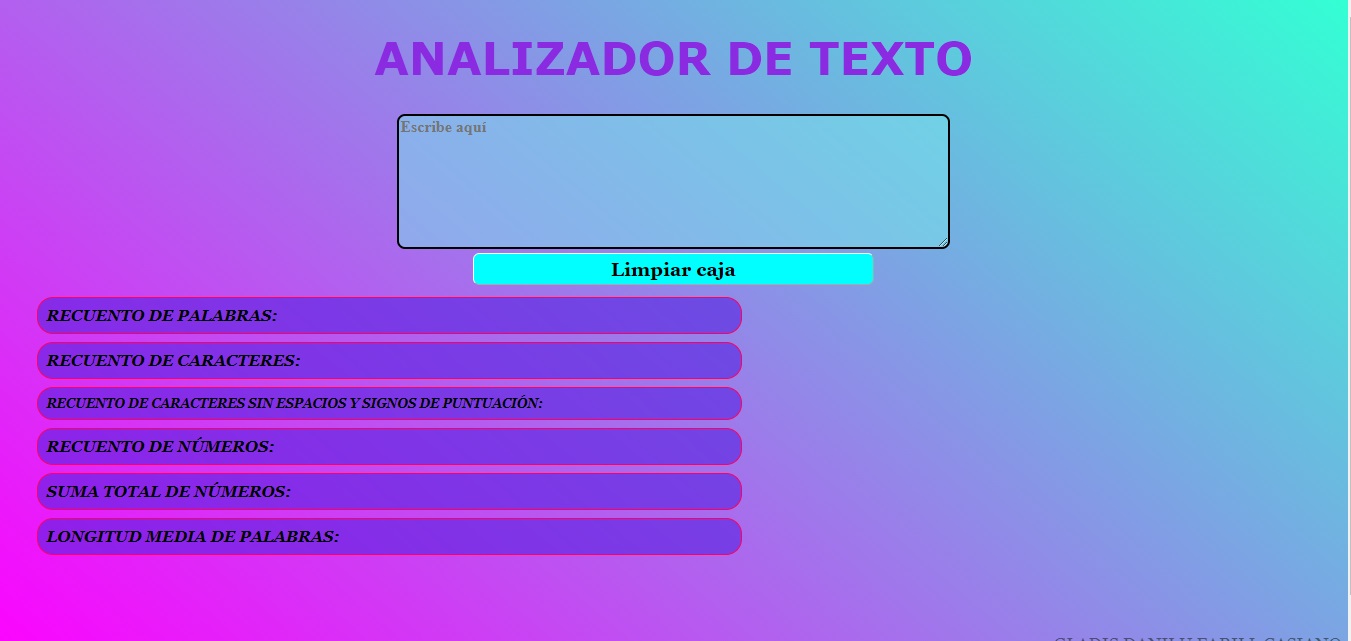 ANALIZADOR DE TEXTO
Escribe aquí
Limpiar caja
RECUENTO DE PALABRAS:
RECUENTO DE CARACTERES:
RECUENTO DE CARACTERES SIN ESPACIOS Y SIGNOS DE PUNTUACIÓN:
RECUENTO DE NÚMEROS:
SUMA TOTAL DE NÚMEROS:
LONGITUD MEDIA DE PALABRAS: